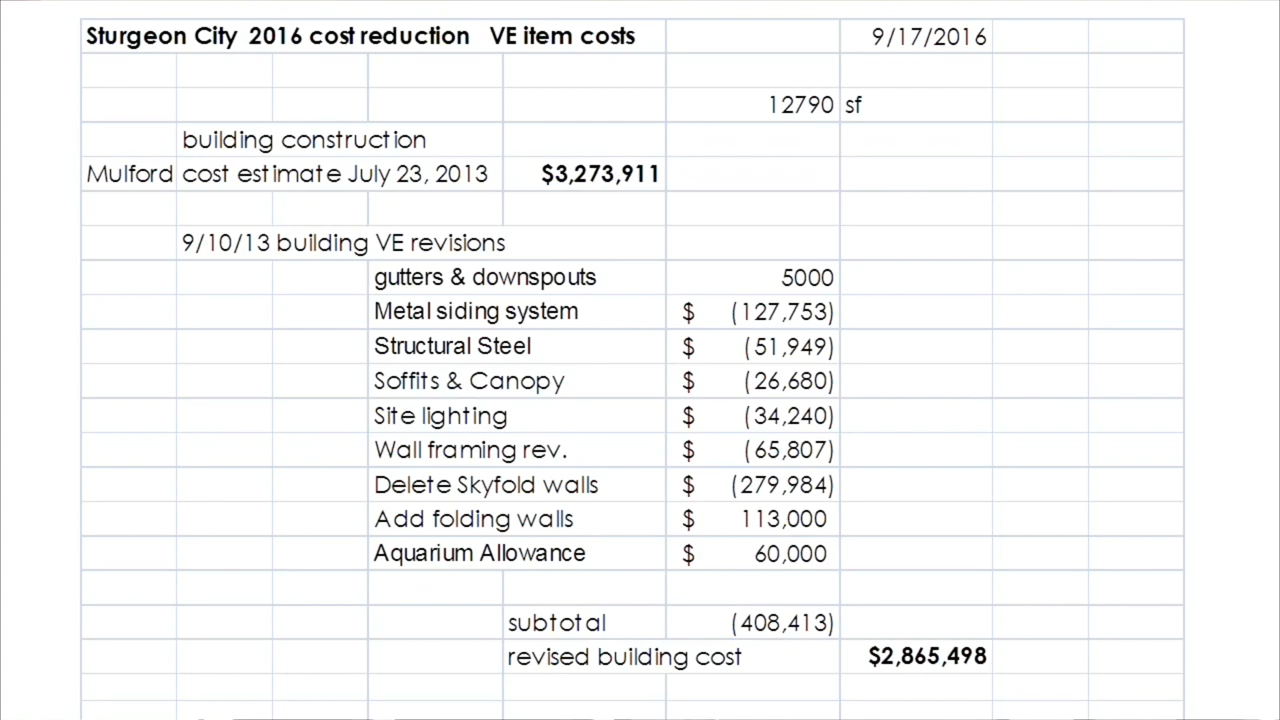 Sturgeon City 2016 cost reduction VE item costs 9/17/2016
12790 sf
building construction
Mulford cost estimate July 23, 2013 $3,273,911
9/10/13 building VE revisions
gutters & downspouts 5000
Metal siding system $ (127,753)
Structural Steel $ (51,949)
Soffits & Canopy $ (26,680)
Site lighting $ (34,240)
Wall framing rev. $ (65,807)
Delete Skyfold walls $ (279,984)
Add folding walls $ 113,000
Aquarium Allowance $ 60,000
subtotal (408,413)
revised building cost $2,865,498